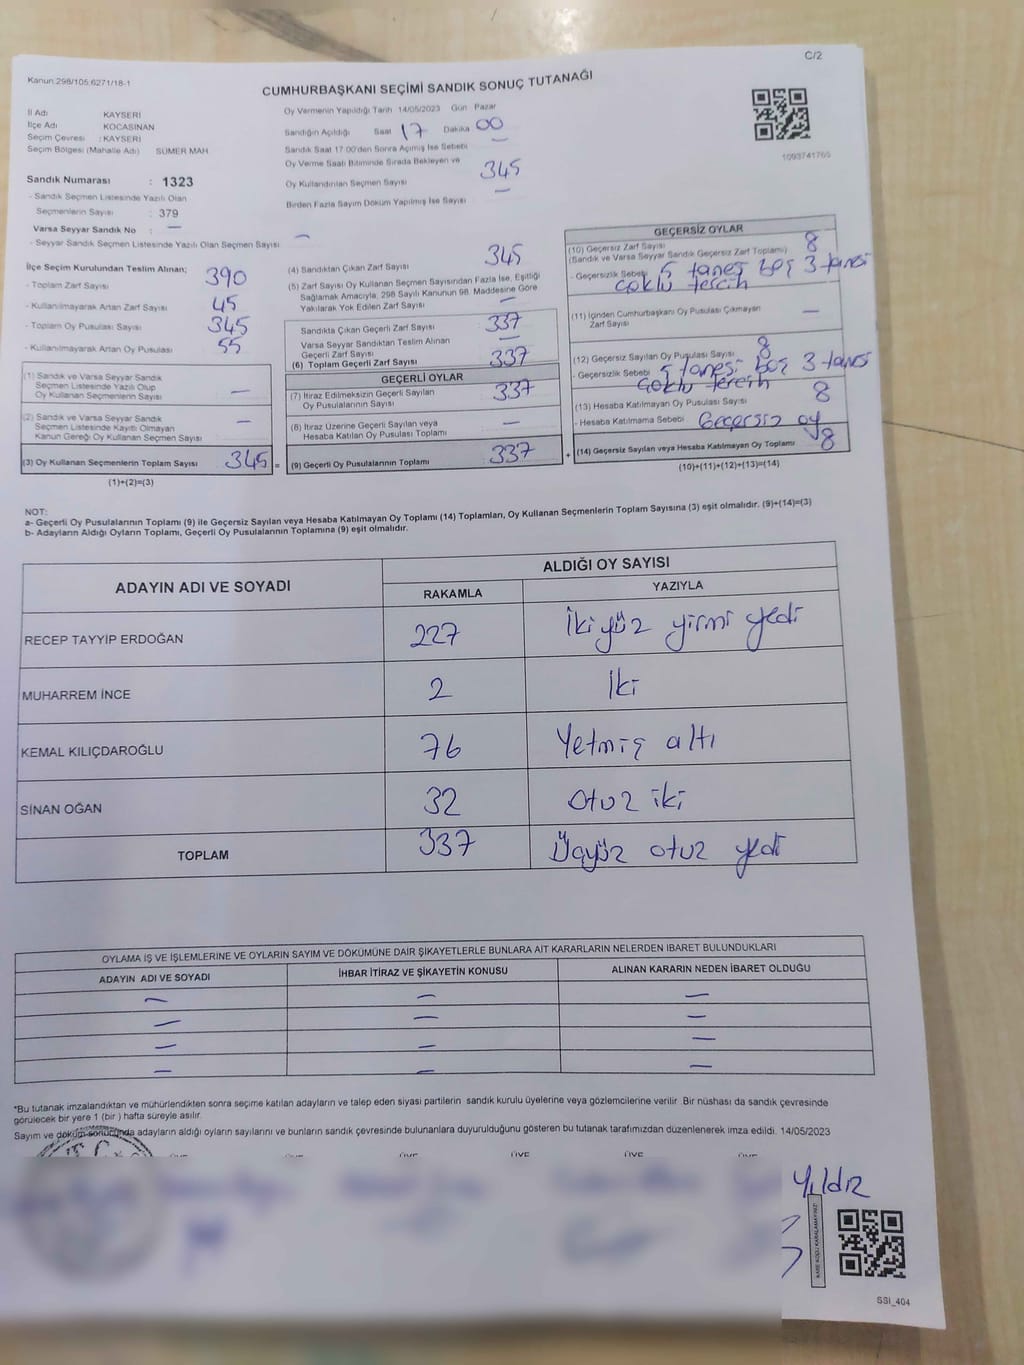 C/2
Kanun:298/105.6271/18-1
CUMHURBAŞKANI SEÇİMİ SANDIK SONUÇ TUTANAĞI
1093741765
İl Adı KAYSERİ
İlçe Adı KOCASİNAN
Seçim Çevresi : KAYSERİ
Seçim Bölgesi (Mahalle Adı) SÜMER MAH
Sandık Numarası : 1323
- Sandık Seçmen Listesinde Yazılı Olan
Seçmenlerin Sayısı : 379
Varsa Seyyar Sandık No : —
- Seyyar Sandık Seçmen Listesinde Yazılı Olan Seçmen Sayısı —
Oy Vermenin Yapıldığı Tarih 14/05/2023 Gün Pazar
Sandığın Açıldığı Saat 17 Dakika 00
Sandık Saat 17:00'den Sonra Açılmış İse Sebebi —
Oy Verme Saati Bitiminde Sırada Bekleyen ve
Oy Kullandırılan Seçmen Sayısı 345
Birden Fazla Sayım Döküm Yapılmış İse Sayısı —
İlçe Seçim Kurulundan Teslim Alınan;
- Toplam Zarf Sayısı 390
- Kullanılmayarak Artan Zarf Sayısı 45
- Toplam Oy Pusulası Sayısı 345
- Kullanılmayarak Artan Oy Pusulası 55
(1) Sandık ve Varsa Seyyar Sandık
Seçmen Listesinde Yazılı Olup
Oy Kullanan Seçmen Sayısı —
(2) Sandık ve Varsa Seyyar Sandık
Seçmen Listesinde Kayıtlı Olmayan
Kanun Gereği Oy Kullanan Seçmen Sayısı —
(3) Oy Kullanan Seçmenlerin Toplam Sayısı 345 =
(1)+(2)=(3)
(4) Sandıktan Çıkan Zarf Sayısı 345
(5) Zarf Sayısı Oy Kullanan Seçmen Sayısından Fazla İse, Eşitliği
Sağlamak Amacıyla, 298 Sayılı Kanunun 98. Maddesine Göre
Yakılarak Yok Edilen Zarf Sayısı —
Sandıkta Çıkan Geçerli Zarf Sayısı 337
Varsa Seyyar Sandıktan Teslim Alınan
Geçerli Zarf Sayısı —
(6) Toplam Geçerli Zarf Sayısı 337
GEÇERLİ OYLAR
(7) İtiraz Edilmeksizin Geçerli Sayılan
Oy Pusulalarının Sayısı 337
(8) İtiraz Üzerine Geçerli Sayılan veya
Hesaba Katılan Oy Pusulası Toplamı —
(9) Geçerli Oy Pusulalarının Toplamı 337 +
GEÇERSİZ OYLAR
(10) Geçersiz Zarf Sayısı
(Sandık ve Varsa Seyyar Sandık Geçersiz Zarf Toplamı) 8
- Geçersizlik Sebebi 5 tanesi boş 3 tanesi
çoklu tercih
(11) İçinden Cumhurbaşkanı Oy Pusulası Çıkmayan
Zarf Sayısı —
(12) Geçersiz Sayılan Oy Pusulası Sayısı 8
- Geçersizlik Sebebi 5 tanesi boş 3 tanesi
çoklu tercih
(13) Hesaba Katılmayan Oy Pusulası Sayısı 8
- Hesaba Katılmama Sebebi Geçersiz oy
(14) Geçersiz Sayılan veya Hesaba Katılmayan Oy Toplamı 8
(10)+(11)+(12)+(13)=(14)
NOT:
a- Geçerli Oy Pusulalarının Toplamı (9) ile Geçersiz Sayılan veya Hesaba Katılmayan Oy Toplamı (14) Toplamları, Oy Kullanan Seçmenlerin Toplam Sayısına (3) eşit olmalıdır. (9)+(14)=(3)
b- Adayların Aldığı Oyların Toplamı, Geçerli Oy Pusulalarının Toplamına (9) eşit olmalıdır.
ADAYIN ADI VE SOYADI ALDIĞI OY SAYISI
RAKAMLA YAZIYLA
RECEP TAYYİP ERDOĞAN 227 İki yüz yirmi yedi
MUHARREM İNCE 2 İki
KEMAL KILIÇDAROĞLU 76 Yetmiş altı
SİNAN OĞAN 32 Otuz iki
TOPLAM 337 Üçyüz otuz yedi
OYLAMA İŞ VE İŞLEMLERİNE VE OYLARIN SAYIM VE DÖKÜMÜNE DAİR ŞİKAYETLERLE BUNLARA AİT KARARLARIN NELERDEN İBARET BULUNDUKLARI
ADAYIN ADI VE SOYADI İHBAR İTİRAZ VE ŞİKAYETİN KONUSU ALINAN KARARIN NEDEN İBARET OLDUĞU
— — —
— — —
— — —
— — —
*Bu tutanak imzalandıktan ve mühürlendikten sonra seçime katılan adayların ve talep eden siyasi partilerin sandık kurulu üyelerine veya gözlemcilerine verilir. Bir nüshası da sandık çevresinde
görülecek bir yere 1 (bir ) hafta süreyle asılır.
Sayım ve döküm sonucunda adayların aldığı oyların sayılarını ve bunların sandık çevresinde bulunanlara duyurulduğunu gösteren bu tutanak tarafımızdan düzenlenerek imza edildi. 14/05/2023
T.C.
ÜYE ÜYE ÜYE ÜYE ÜYE
Yıldız
KARE KODU KARALAMAYINIZ!
SSI_404